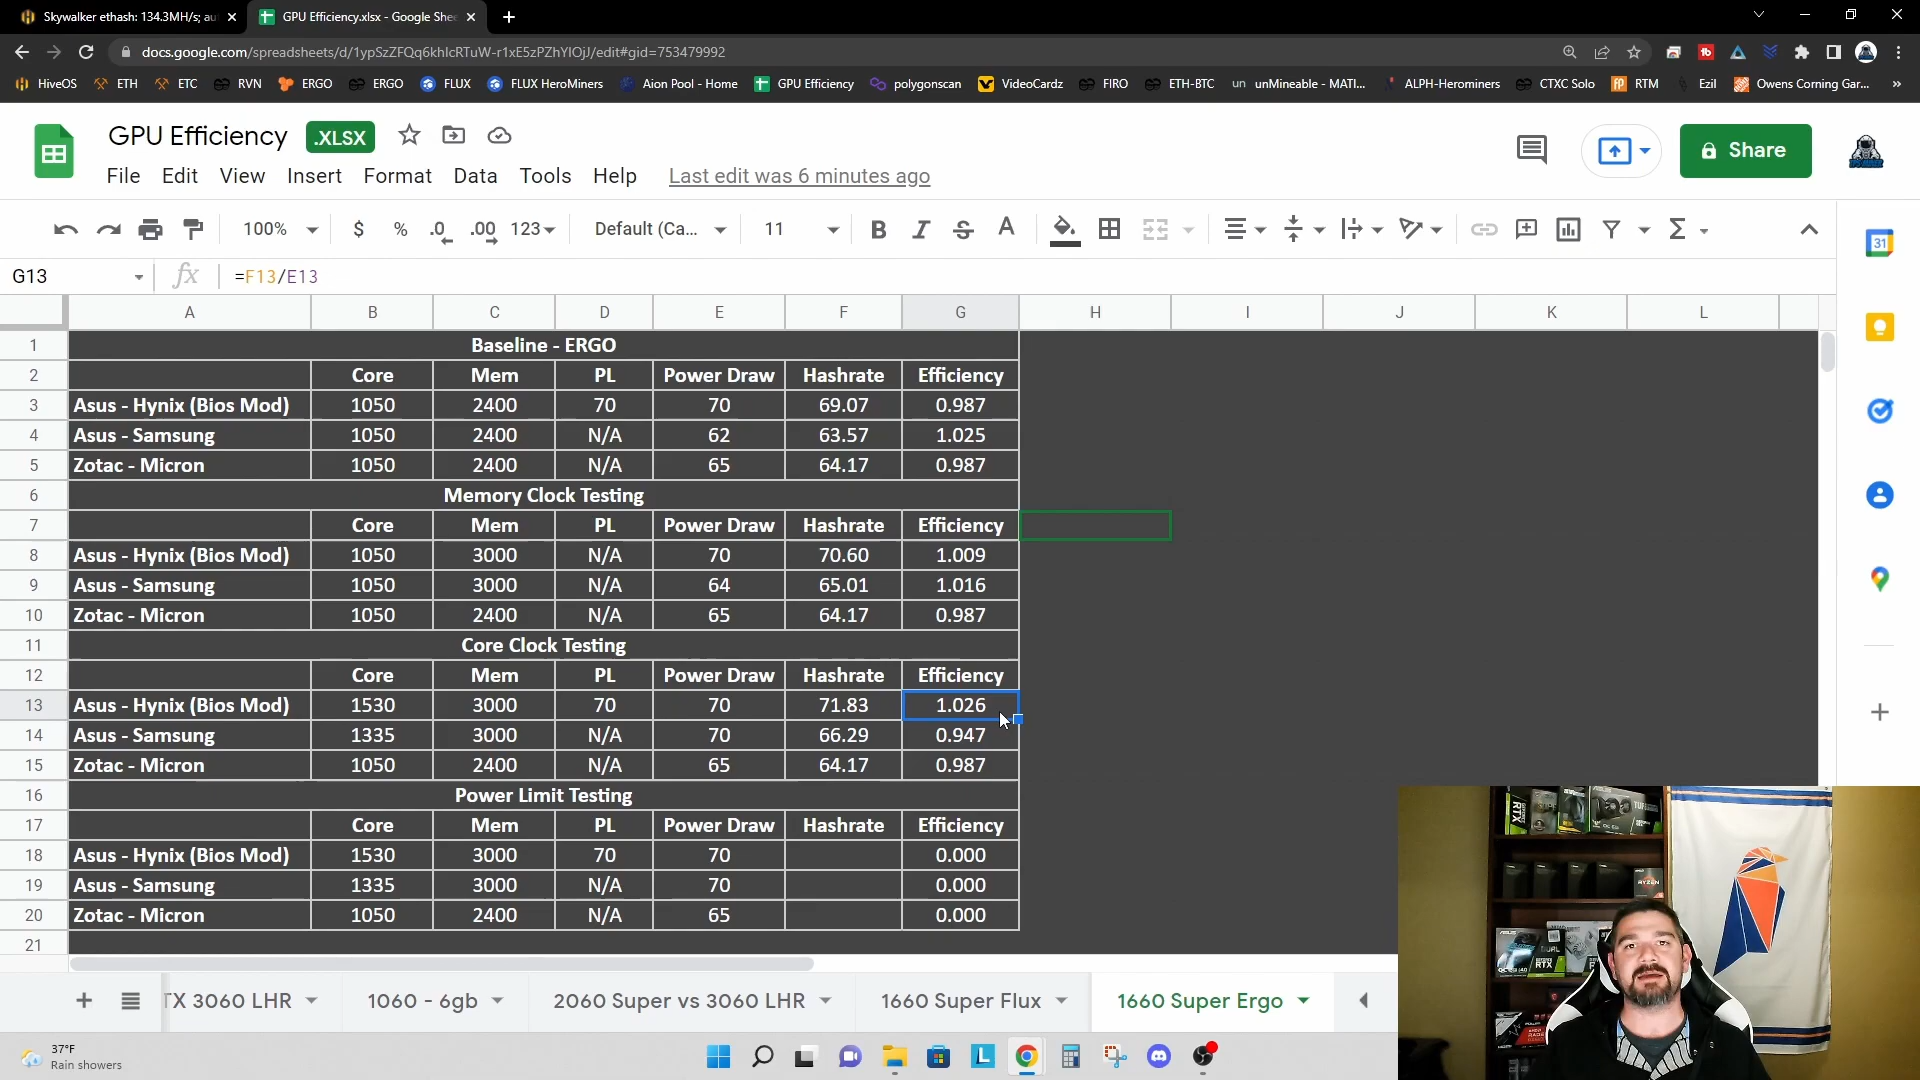 Skywalker ethash: 134.3MH/s; au
GPU Efficiency.xlsx - Google Shee
docs.google.com/spreadsheets/d/1ypSzZFQq6khIcRTuW-r1xE5zPZhYIOjJ/edit#gid=753479992
HiveOS ETH ETC RVN ERGO ERGO FLUX FLUX HeroMiners Aion Pool - Home GPU Efficiency polygonscan VideoCardz FIRO ETH-BTC unMineable - MATI... ALPH-Herominers CTXC Solo RTM Ezil Owens Corning Gar... »
GPU Efficiency .XLSX
Share
File Edit View Insert Format Data Tools Help Last edit was 6 minutes ago
100% $ % .0 .00 123 Default (Ca... 11 B I S A
31
G13 fx =F13/E13
A B C D E F G H I J K L
1 Baseline - ERGO
2 Core Mem PL Power Draw Hashrate Efficiency
3 Asus - Hynix (Bios Mod) 1050 2400 70 70 69.07 0.987
4 Asus - Samsung 1050 2400 N/A 62 63.57 1.025
5 Zotac - Micron 1050 2400 N/A 65 64.17 0.987
6 Memory Clock Testing
7 Core Mem PL Power Draw Hashrate Efficiency
8 Asus - Hynix (Bios Mod) 1050 3000 N/A 70 70.60 1.009
9 Asus - Samsung 1050 3000 N/A 64 65.01 1.016
10 Zotac - Micron 1050 2400 N/A 65 64.17 0.987
11 Core Clock Testing
12 Core Mem PL Power Draw Hashrate Efficiency
13 Asus - Hynix (Bios Mod) 1530 3000 70 70 71.83 1.026
14 Asus - Samsung 1335 3000 N/A 70 66.29 0.947
15 Zotac - Micron 1050 2400 N/A 65 64.17 0.987
16 Power Limit Testing
17 Core Mem PL Power Draw Hashrate Efficiency
18 Asus - Hynix (Bios Mod) 1530 3000 70 70 0.000
19 Asus - Samsung 1335 3000 N/A 70 0.000
20 Zotac - Micron 1050 2400 N/A 65 0.000
21
TX 3060 LHR 1060 - 6gb 2060 Super vs 3060 LHR 1660 Super Flux 1660 Super Ergo
37°F
Rain showers
RYZEN
RTX